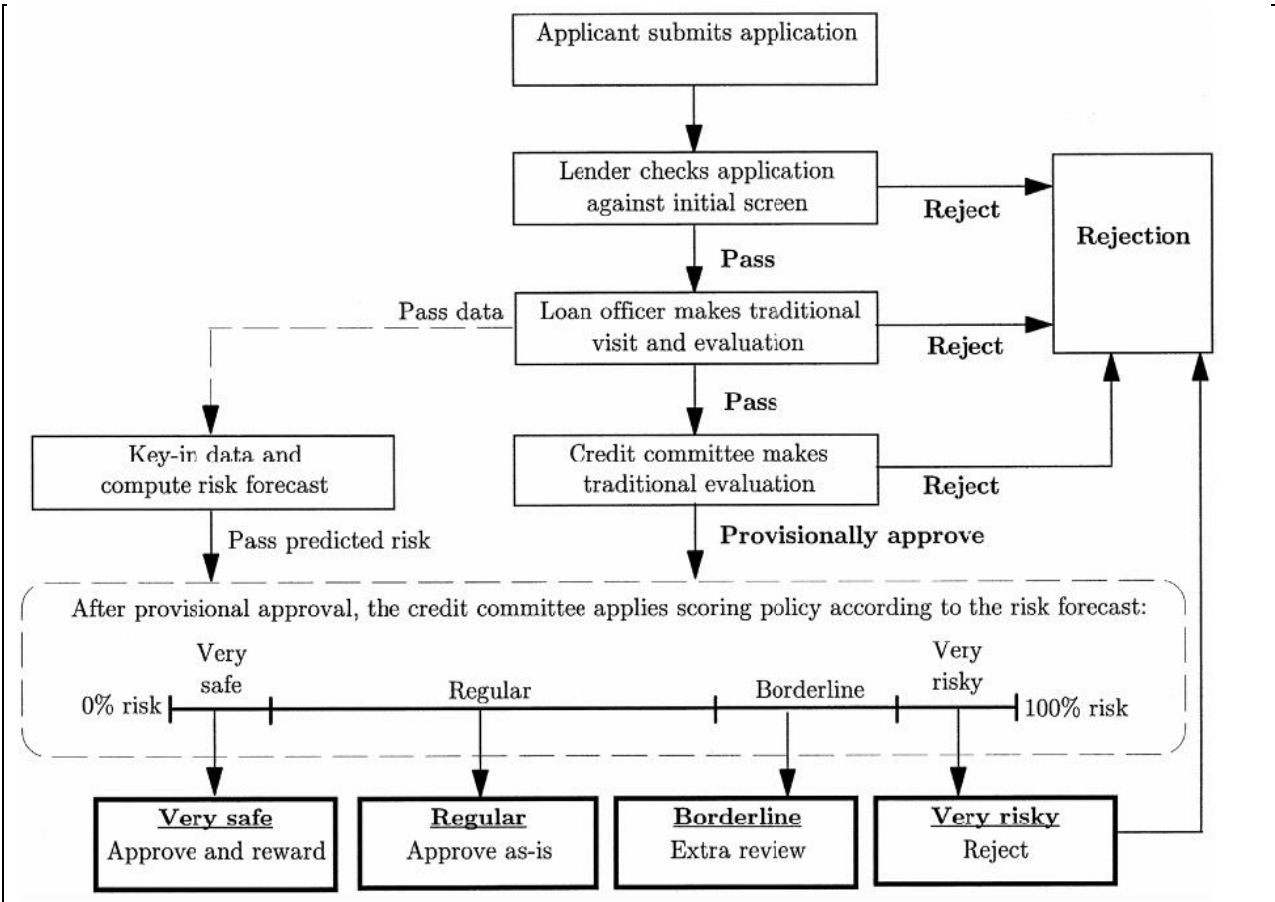 Applicant submits application
Lender checks application
against initial screen
Reject
Rejection
Pass
Pass data
Loan officer makes traditional
visit and evaluation
Reject
Pass
Key-in data and
compute risk forecast
Credit committee makes
traditional evaluation
Reject
Pass predicted risk
Provisionally approve
After provisional approval, the credit committee applies scoring policy according to the risk forecast:
Very
safe
Regular
Borderline
Very
risky
0% risk
100% risk
Very safe
Approve and reward
Regular
Approve as-is
Borderline
Extra review
Very risky
Reject